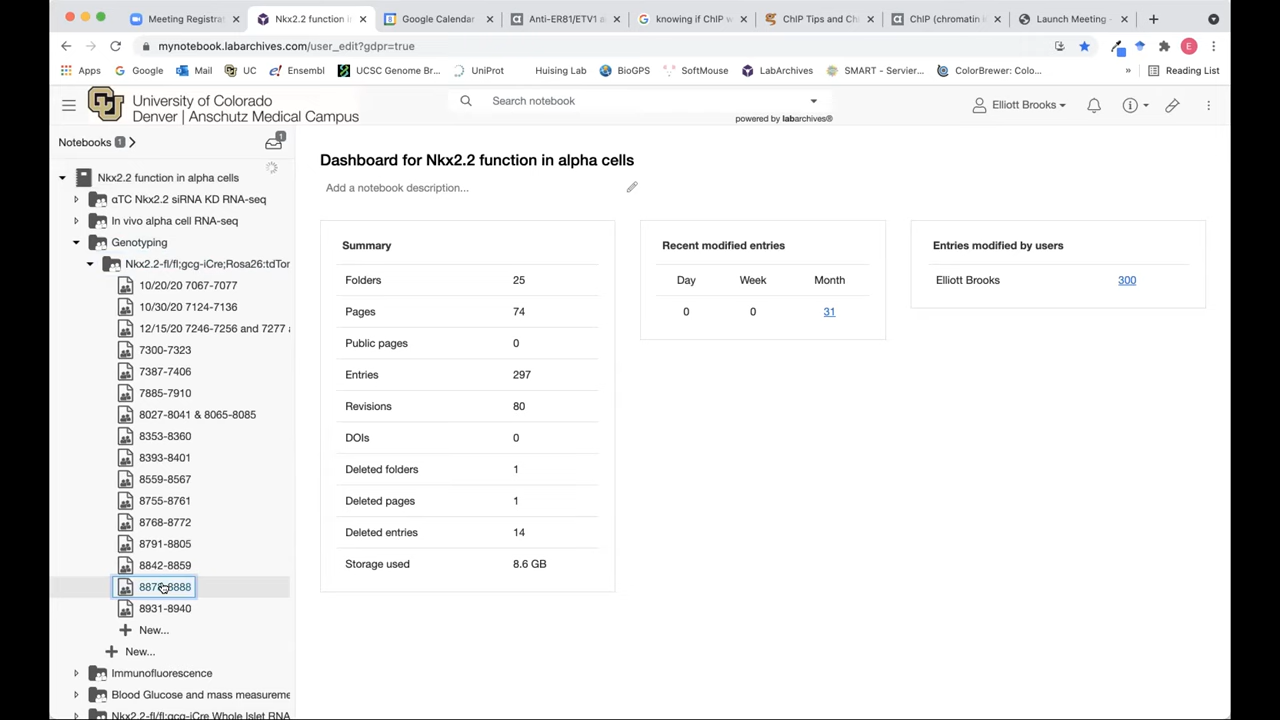 Meeting Registra
Nkx2.2 function in
Google Calendar
Anti-ER81/ETV1 a
knowing if ChIP w
ChIP Tips and Ch
ChIP (chromatin i
Launch Meeting -
mynotebook.labarchives.com/user_edit?gdpr=true
Apps
Google
Mail
UC
Ensembl
UCSC Genome Br...
UniProt
Huising Lab
BioGPS
SoftMouse
LabArchives
SMART - Servier...
ColorBrewer: Colo...
»
Reading List
University of Colorado
Denver | Anschutz Medical Campus
Search notebook
powered by labarchives®
Elliott Brooks
Notebooks 1
1
Nkx2.2 function in alpha cells
αTC Nkx2.2 siRNA KD RNA-seq
In vivo alpha cell RNA-seq
Genotyping
Nkx2.2-fl/fl;gcg-iCre;Rosa26:tdTor
10/20/20 7067-7077
10/30/20 7124-7136
12/15/20 7246-7256 and 7277
7300-7323
7387-7406
7885-7910
8027-8041 & 8065-8085
8353-8360
8393-8401
8559-8567
8755-8761
8768-8772
8791-8805
8842-8859
8931-8940
New...
New...
Immunofluorescence
Blood Glucose and mass measureme
Nkx2.2-fl/fl;gcg-iCre Whole Islet RNA
Dashboard for Nkx2.2 function in alpha cells
Add a notebook description...
Summary
Folders 25
Pages 74
Public pages 0
Entries 297
Revisions 80
DOIs 0
Deleted folders 1
Deleted pages 1
Deleted entries 14
Storage used 8.6 GB
Recent modified entries
Day Week Month
0 0 31
Entries modified by users
Elliott Brooks 300